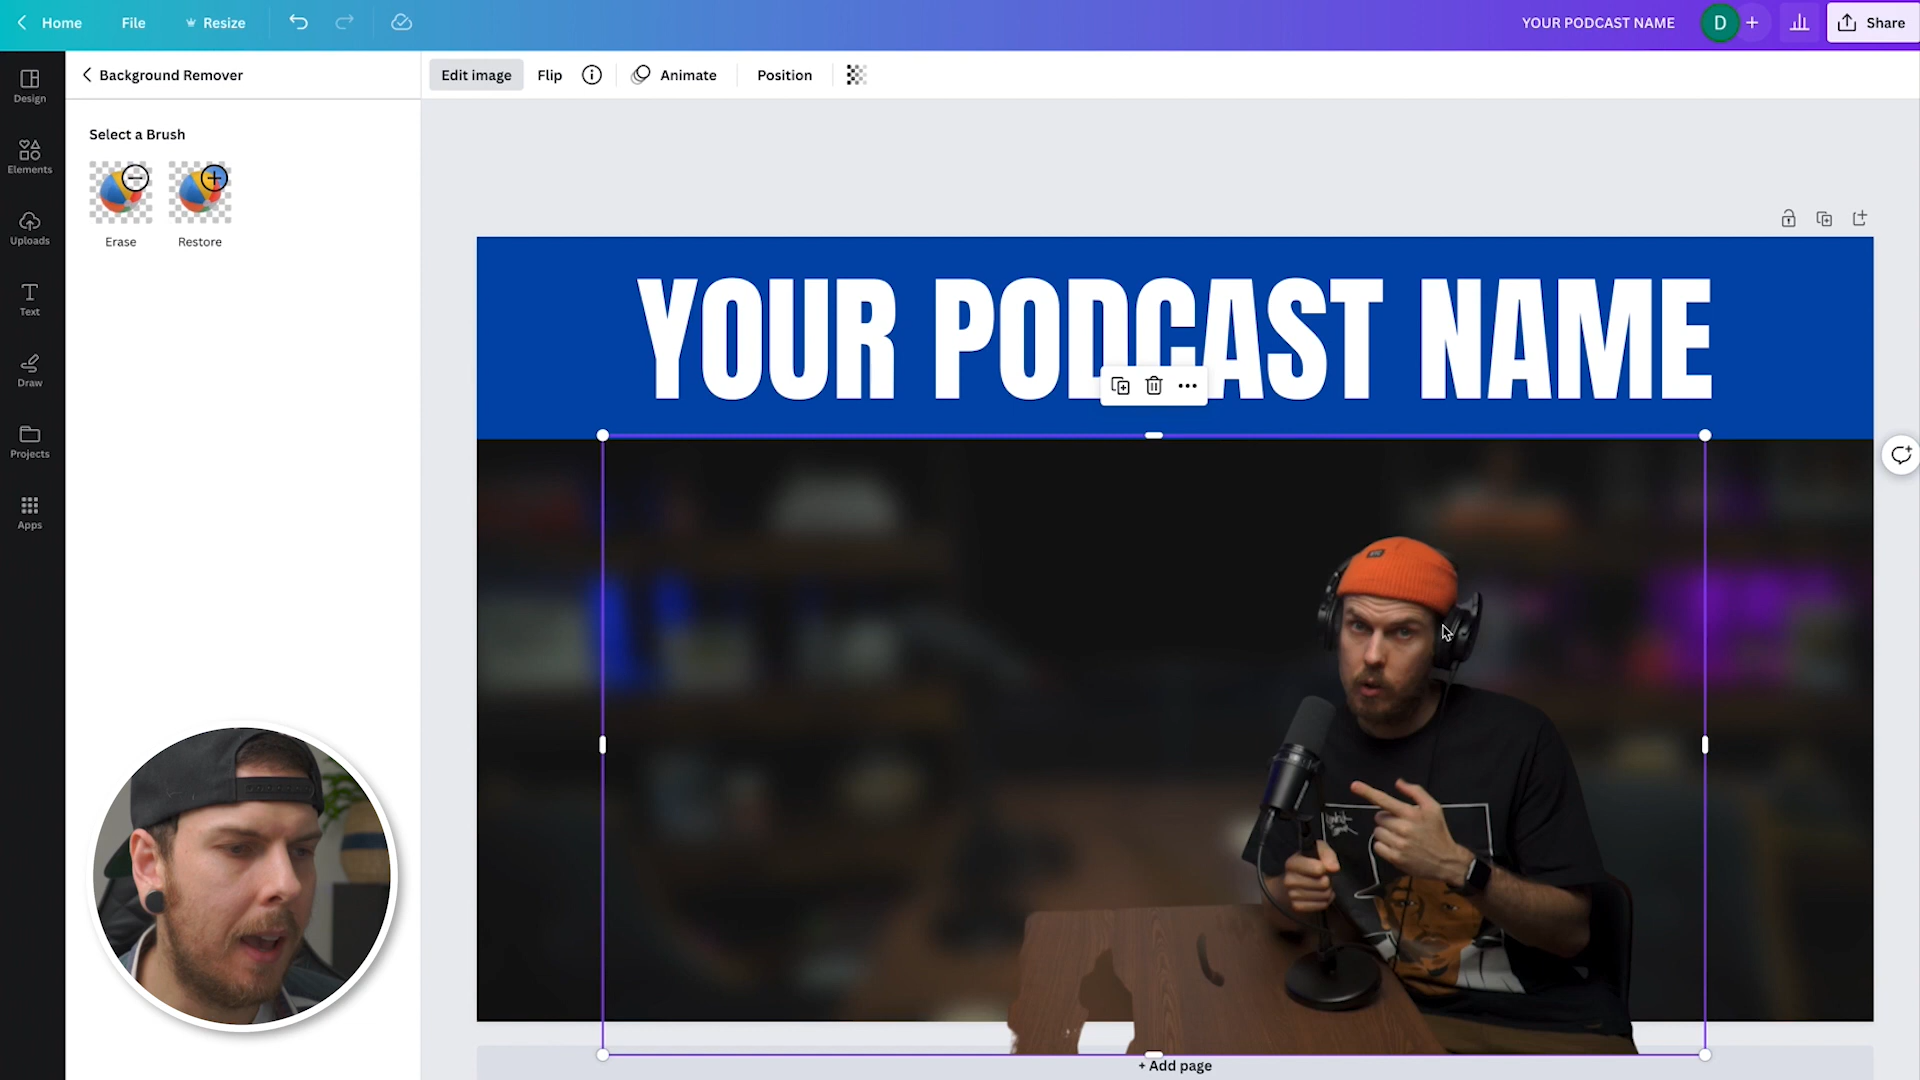 Home
File
Resize
YOUR PODCAST NAME
D
Share
Background Remover
Edit image
Flip
Animate
Position
Design
Elements
Uploads
Text
Draw
Projects
Apps
Select a Brush
Erase
Restore
YOUR PODCAST NAME
+ Add page